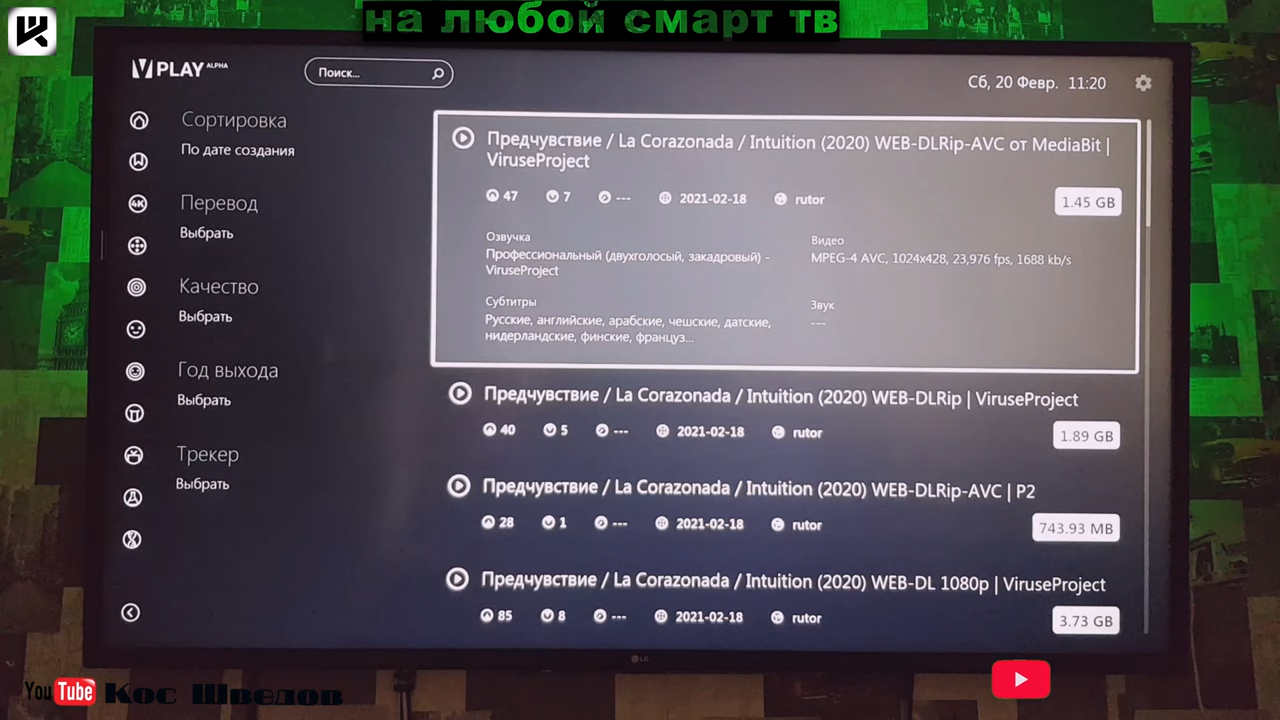 на любой смарт тв
PLAY ALPHA
Поиск...
Сб, 20 Февр. 11:20
Сортировка
По дате создания
Перевод
Выбрать
Качество
Выбрать
Год выхода
Выбрать
Трекер
Выбрать
4K
Предчувствие / La Corazonada / Intuition (2020) WEB-DLRip-AVC от MediaBit |
ViruseProject
47 7 --- 2021-02-18 rutor
1.45 GB
Озвучка
Профессиональный (двухголосый, закадровый) -
ViruseProject
Видео
MPEG-4 AVC, 1024x428, 23,976 fps, 1688 kb/s
Субтитры
Русские, английские, арабские, чешские, датские,
нидерландские, финские, француз...
Звук
---
Предчувствие / La Corazonada / Intuition (2020) WEB-DLRip | ViruseProject
40 5 --- 2021-02-18 rutor
1.89 GB
Предчувствие / La Corazonada / Intuition (2020) WEB-DLRip-AVC | P2
28 1 --- 2021-02-18 rutor
743.93 MB
Предчувствие / La Corazonada / Intuition (2020) WEB-DL 1080p | ViruseProject
85 8 --- 2021-02-18 rutor
3.73 GB
LG
YouTube Кос Шведов